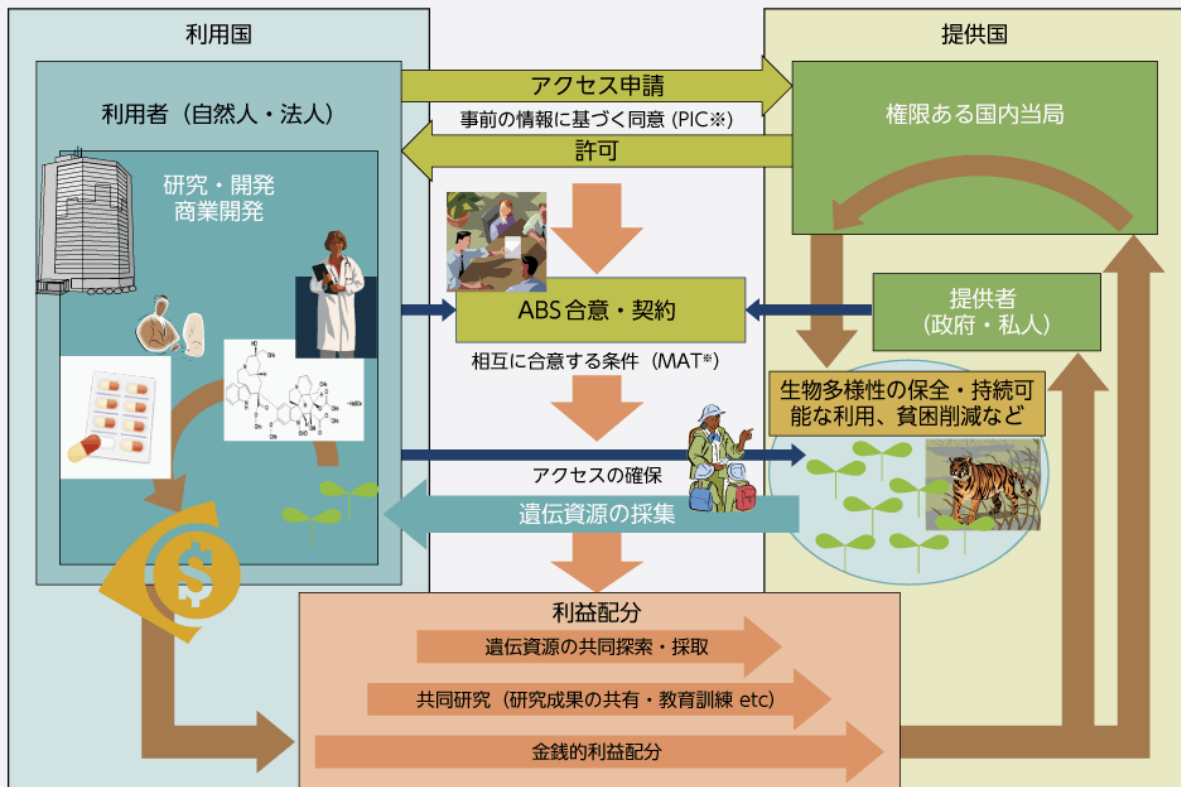 利用国
提供国
利用者(自然人・法人)
研究・開発
商業開発
アクセス申請
事前の情報に基づく同意 (PIC※)
許可
権限ある国内当局
ABS合意・契約
相互に合意する条件(MAT※)
提供者
(政府・私人)
生物多様性の保全・持続可
能な利用、貧困削減など
アクセスの確保
遺伝資源の採集
$
利益配分
遺伝資源の共同探索・採取
共同研究(研究成果の共有・教育訓練 etc)
金銭的利益配分